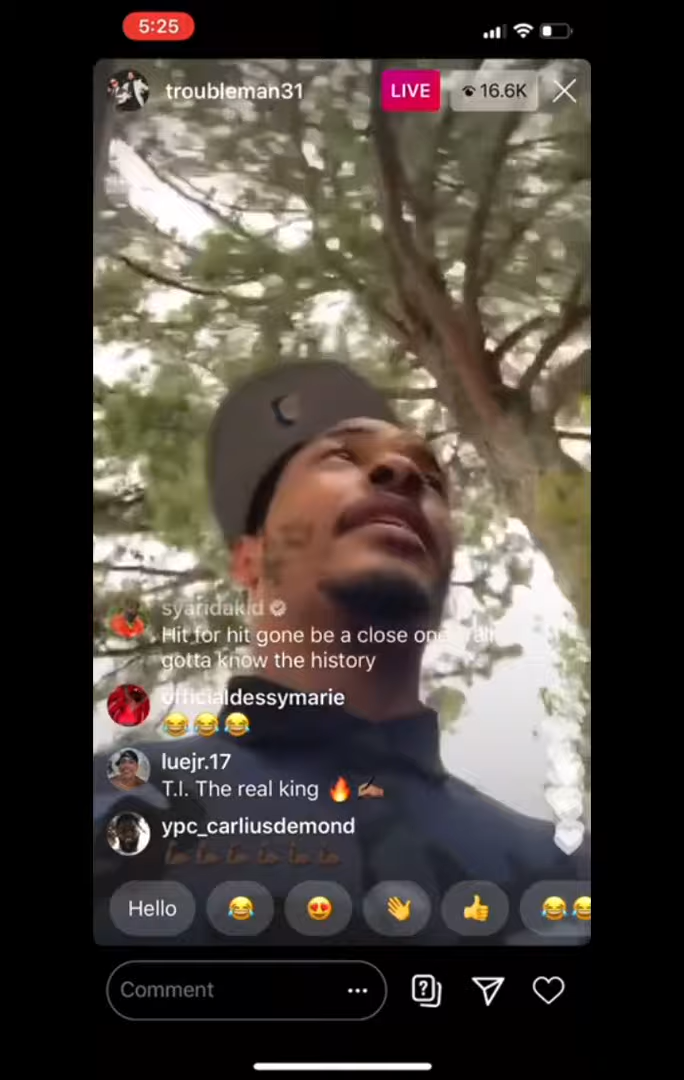 5:25
troubleman31
LIVE
16.6K
syaridakid
Hit for hit gone be a close one
gotta know the history
officialdessymarie
😂😂😂
luejr.17
T.I. The real king 🔥✍🏽
ypc_carliusdemond
Hello 😂 😍 👋 👍 😂😂
Comment